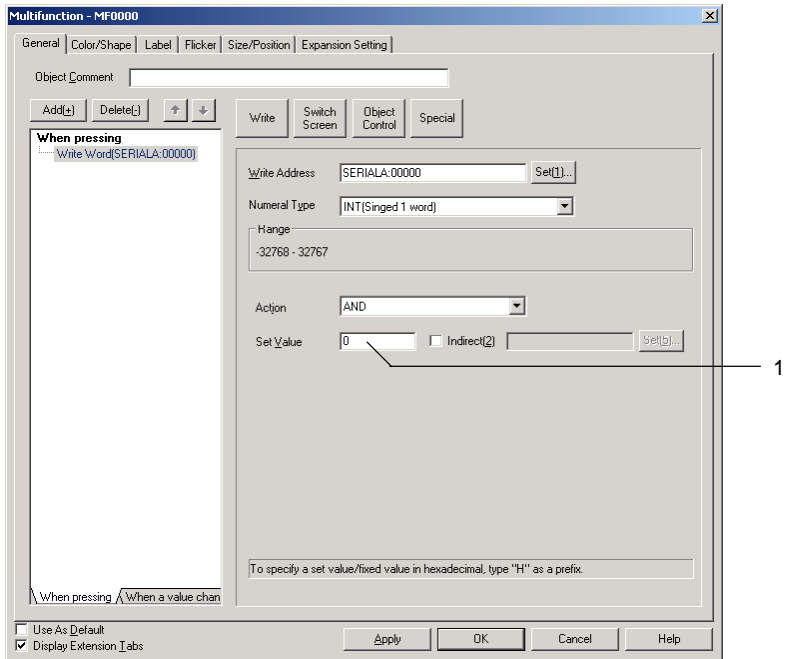 Multifunction - MF0000
General Color/Shape Label Flicker Size/Position Expansion Setting
Object Comment
Add(+) Delete(-)
Write
Switch
Screen
Object
Control
Special
When pressing
Write Word(SERIALA:00000)
Write Address SERIALA:00000 Set(1)...
Numeral Type INT(Singed 1 word)
Range
-32768 - 32767
Action AND
Set Value 0 Indirect(2) Set(5)...
1
To specify a set value/fixed value in hexadecimal, type "H" as a prefix.
When pressing When a value chan
Use As Default
Display Extension Tabs
Apply OK Cancel Help